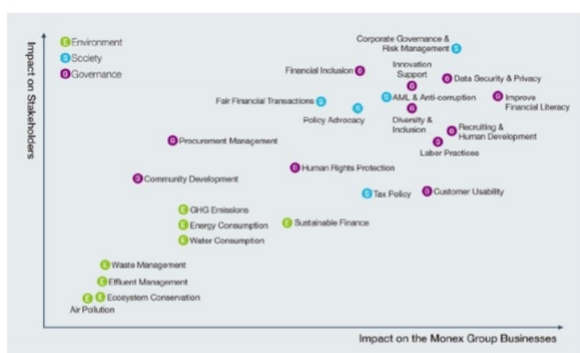 Impact on Stakeholders
E Environment
Society
G Governance
Corporate Governance &
Risk Management
Innovation
Support
Financial Inclusion
Data Security & Privacy
Fair Financial Transactions
AML & Anti-corruption
Improve
Financial Literacy
Policy Advocacy
Diversity &
Inclusion
Recruiting &
Human Development
Procurement Management
Labor Practices
Human Rights Protection
Community Development
Tax Policy
Customer Usability
E GHG Emissions
E Energy Consumption
E Sustainable Finance
E Water Consumption
E Waste Management
E Effluent Management
E E Ecosystem Conservation
Air Pollution
Impact on the Monex Group Businesses